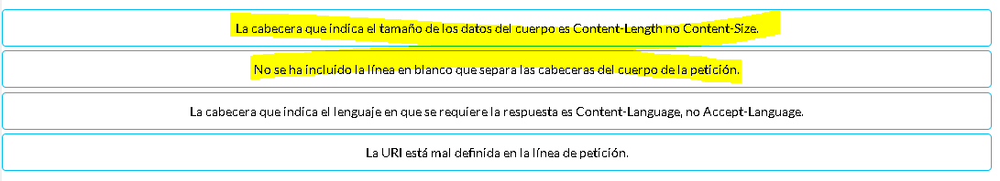 La cabecera que indica el tamaño de los datos del cuerpo es Content-Length no Content-Size.
No se ha incluido la línea en blanco que separa las cabeceras del cuerpo de la petición.
La cabecera que indica el lenguaje en que se requiere la respuesta es Content-Language, no Accept-Language.
La URI está mal definida en la línea de petición.